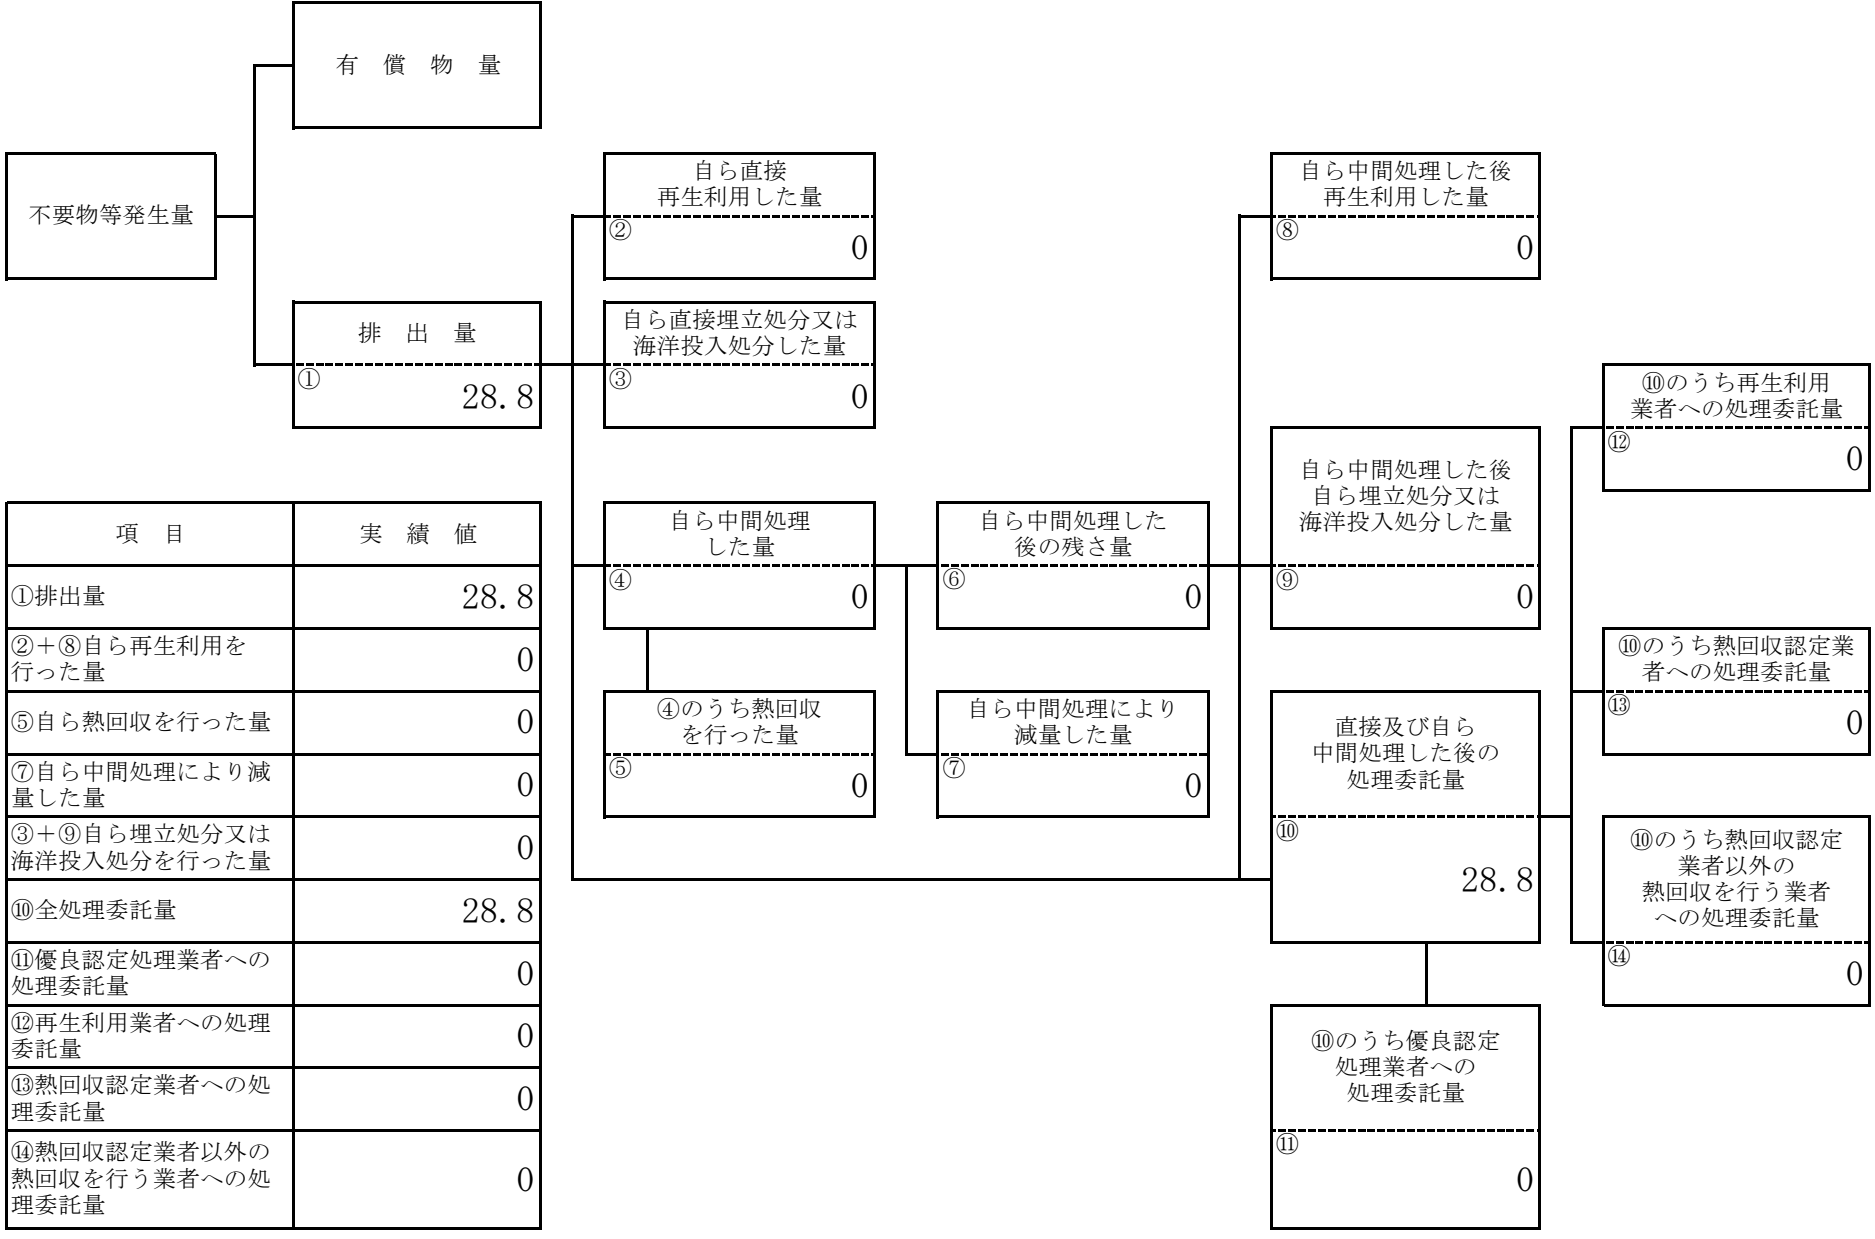 有　償　物　量
不要物等発生量
自ら直接
再生利用した量
②
0
自ら中間処理した後
再生利用した量
⑧
0
排　出　量
①
28.8
自ら直接埋立処分又は
海洋投入処分した量
③
0
⑩のうち再生利用
業者への処理委託量
⑫
0
自ら中間処理した後
自ら埋立処分又は
海洋投入処分した量
⑨
0
自ら中間処理
した量
④
0
自ら中間処理した
後の残さ量
⑥
0
⑩のうち熱回収認定業
者への処理委託量
⑬
0
④のうち熱回収
を行った量
⑤
0
自ら中間処理により
減量した量
⑦
0
直接及び自ら
中間処理した後の
処理委託量
⑩
28.8
⑩のうち熱回収認定
業者以外の
熱回収を行う業者
への処理委託量
⑭
0
⑩のうち優良認定
処理業者への
処理委託量
⑪
0
項　目
実　績　値
①排出量
28.8
②＋⑧自ら再生利用を
行った量
0
⑤自ら熱回収を行った量
0
⑦自ら中間処理により減
量した量
0
③＋⑨自ら埋立処分又は
海洋投入処分を行った量
0
⑩全処理委託量
28.8
⑪優良認定処理業者への
処理委託量
0
⑫再生利用業者への処理
委託量
0
⑬熱回収認定業者への処
理委託量
0
⑭熱回収認定業者以外の
熱回収を行う業者への処
理委託量
0